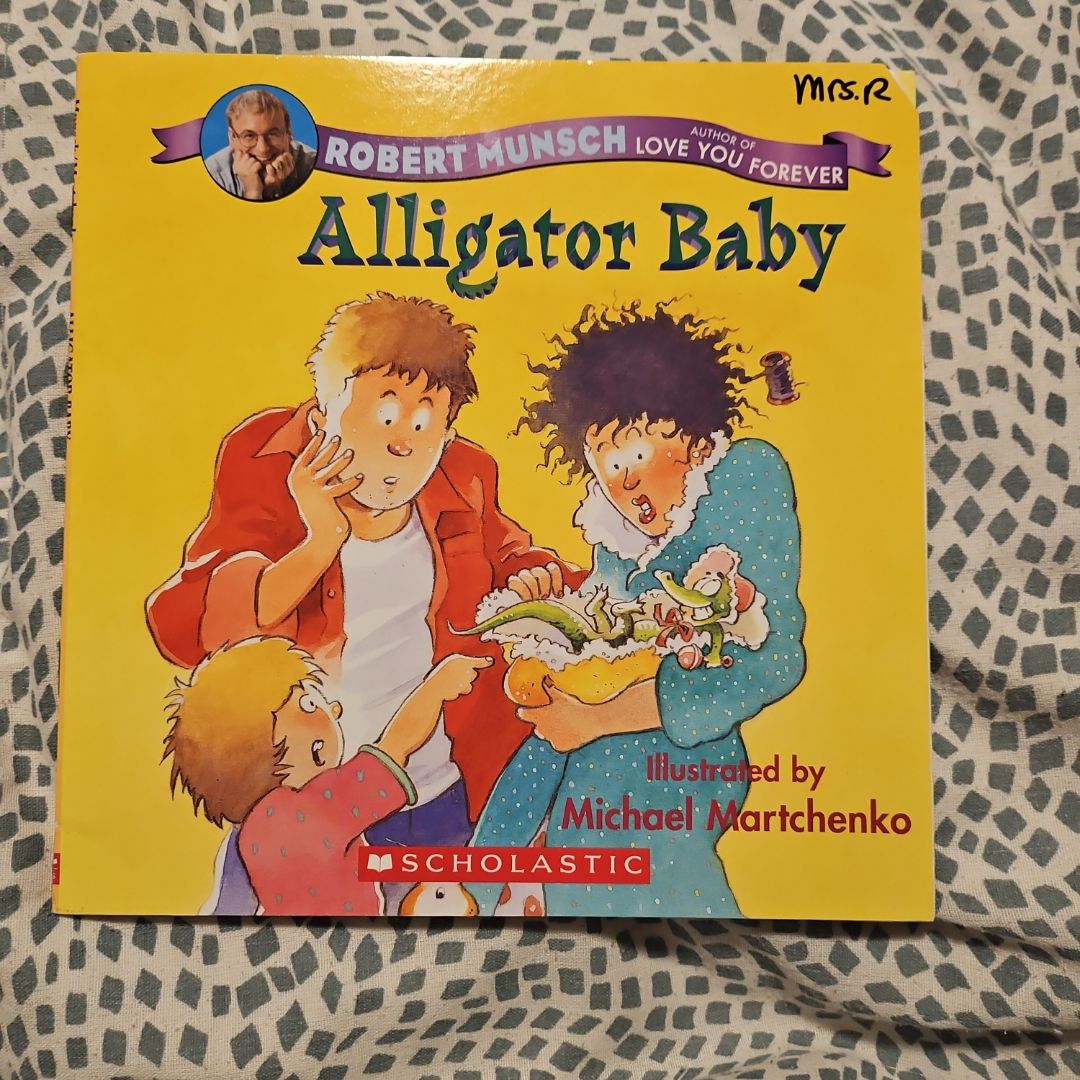 Mrs. R
ROBERT MUNSCH
AUTHOR OF
LOVE YOU FOREVER
Alligator Baby
Illustrated by
Michael Martchenko
SCHOLASTIC